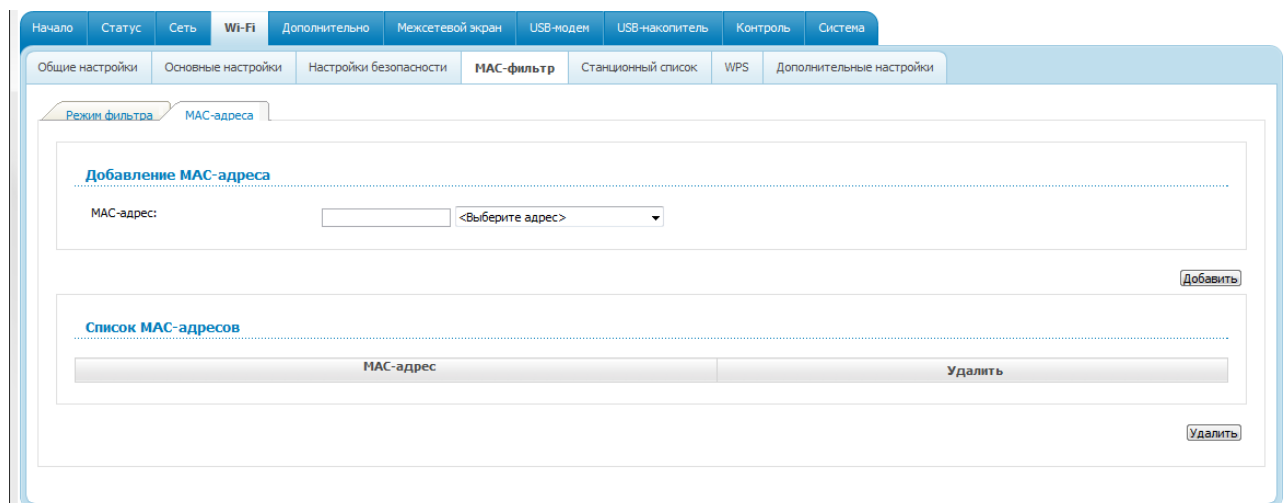 Начало Статус Сеть Wi-Fi Дополнительно Межсетевой экран USB-модем USB-накопитель Контроль Система
Общие настройки Основные настройки Настройки безопасности MAC-фильтр Станционный список WPS Дополнительные настройки
Режим фильтра MAC-адреса
Добавление MAC-адреса
MAC-адрес: <Выберите адрес>
Добавить
Список MAC-адресов
MAC-адрес Удалить
Удалить